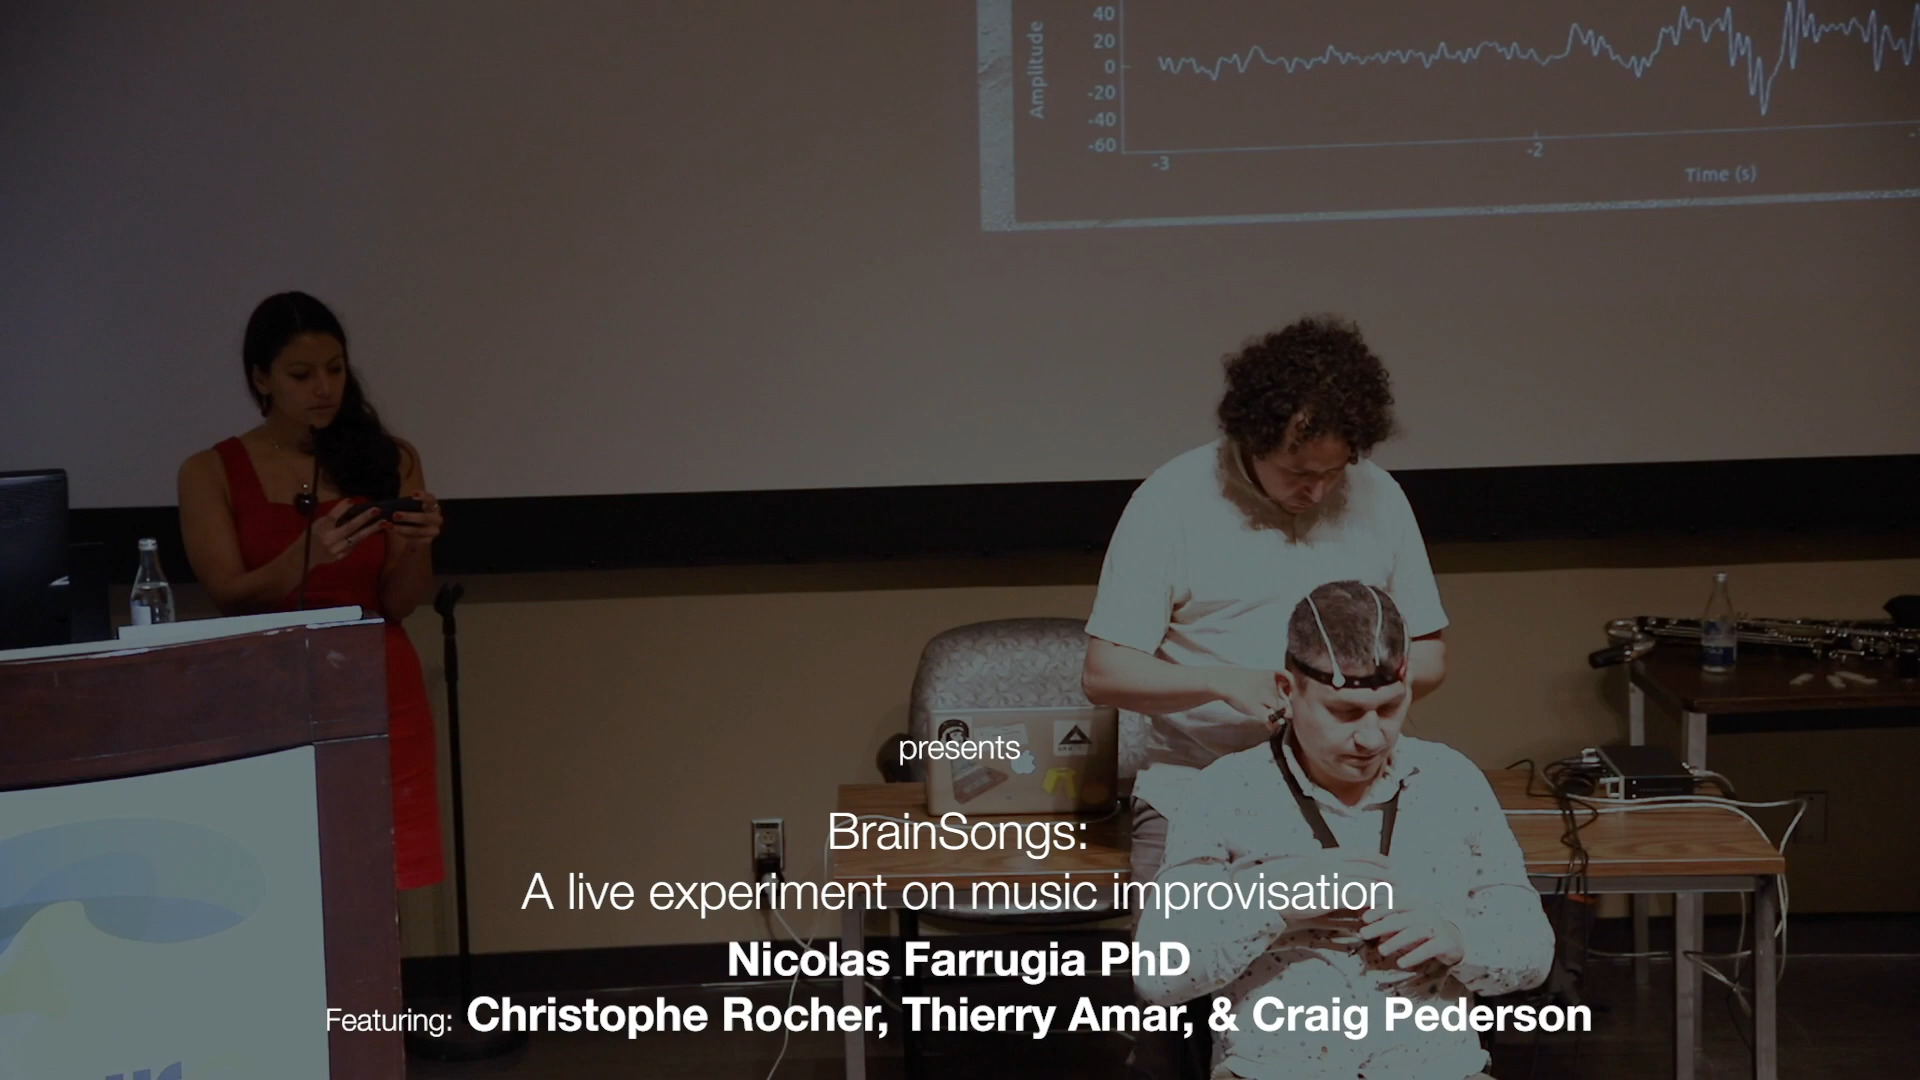 40
20
0
-20
-40
-60
Amplitude
-3
-2
Time (s)
presents
BrainSongs:
A live experiment on music improvisation
Nicolas Farrugia PhD
Featuring: Christophe Rocher, Thierry Amar, & Craig Pederson